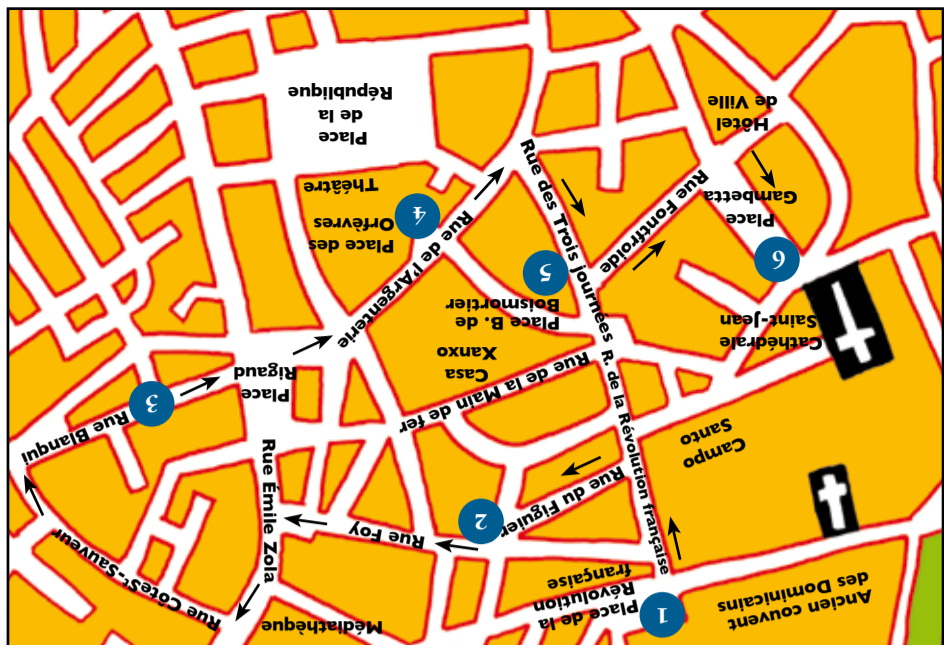 Ancien couvent
des Dominicains
1
Place de la
Révolution
française
Médiathèque
Rue CôteSt-Sauveur
R. de la Révolution française
Rue du Figuier
2
Rue Foy
Rue Émile Zola
Campo
Santo
Rue Blanqui
3
Rue de la Main de fer
Casa
Xanxo
Place
Rigaud
Cathédrale
Saint-Jean
Place B. de
Boismortier
5
Rue de l'Argenterie
6
Place
Gambetta
Rue Fontfroide
Rue des Trois journées
4
Place des
Orfèvres
Théâtre
Place
de la
République
Hôtel
de Ville